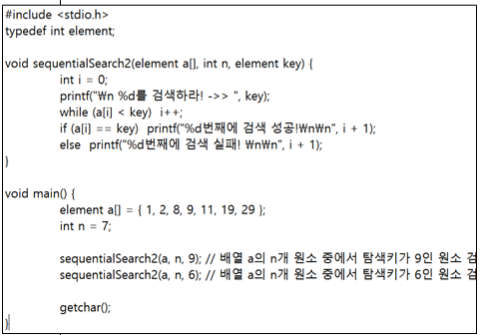 #include <stdio.h>
typedef int element;
void sequentialSearch2(element a[], int n, element key) {
int i = 0;
printf("₩n %d를 검색하라! ->> ", key);
while (a[i] < key) i++;
if (a[i] == key) printf("%d번째에 검색 성공!₩n₩n", i + 1);
else printf("%d번째에 검색 실패! ₩n₩n", i + 1);
}
void main() {
element a[] = { 1, 2, 8, 9, 11, 19, 29 };
int n = 7;
sequentialSearch2(a, n, 9); // 배열 a의 n개 원소 중에서 탐색키가 9인 원소 검
sequentialSearch2(a, n, 6); // 배열 a의 n개 원소 중에서 탐색키가 6인 원소 검
getchar();
}